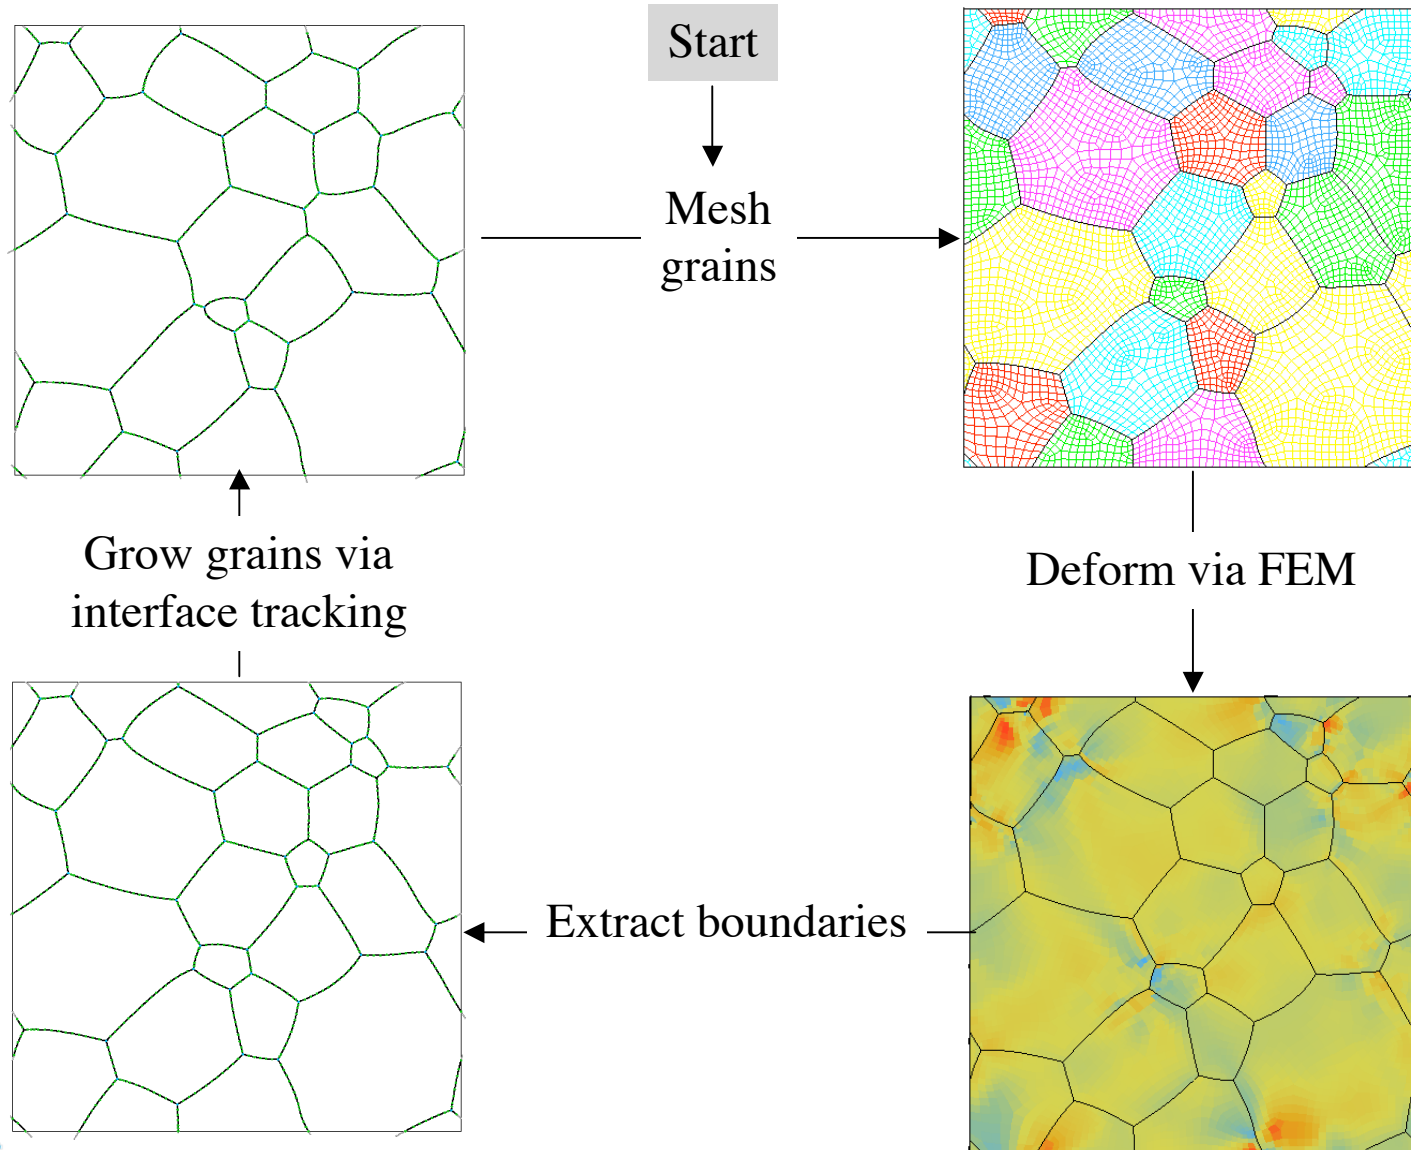 Start
Mesh
grains
Grow grains via
interface tracking
Deform via FEM
Extract boundaries